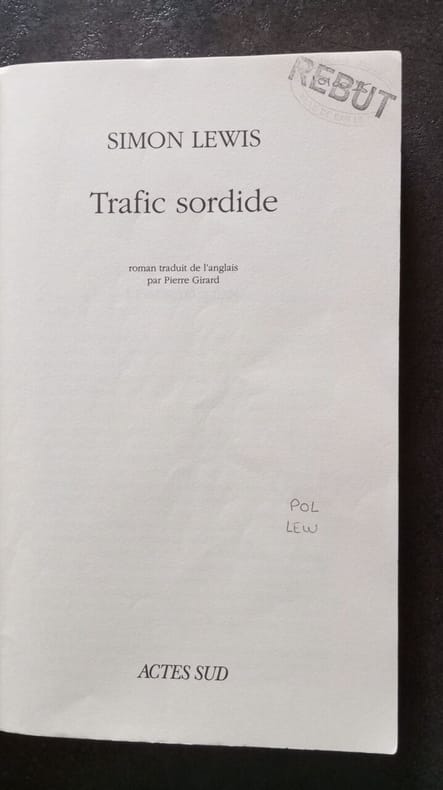 REBUT
SIMON LEWIS
Trafic sordide
roman traduit de l'anglais
par Pierre Girard
POL
LEW
ACTES SUD